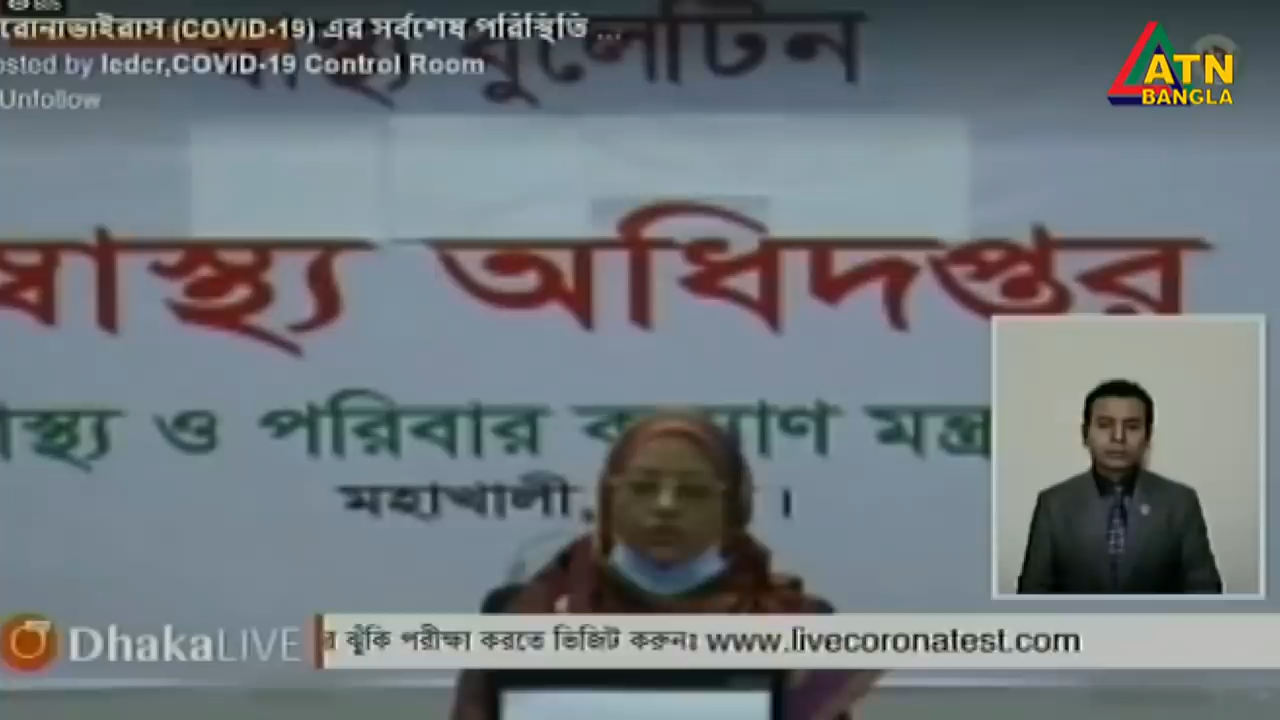 রোনাভাইরাস (COVID-19) এর সর্বশেষ পরিস্থিতি ...
osted by Iedcr,COVID-19 Control Room
Unfollow
স্বাস্থ্য বুলেটিন
ATN
BANGLA
স্বাস্থ্য অধিদপ্তর
াস্থ্য ও পরিবার ক াণ মন্ত্র
মহাখালী, ।
DhakaLIVE
র ঝুঁকি পরীক্ষা করতে ভিজিট করুনঃ www.livecoronatest.com